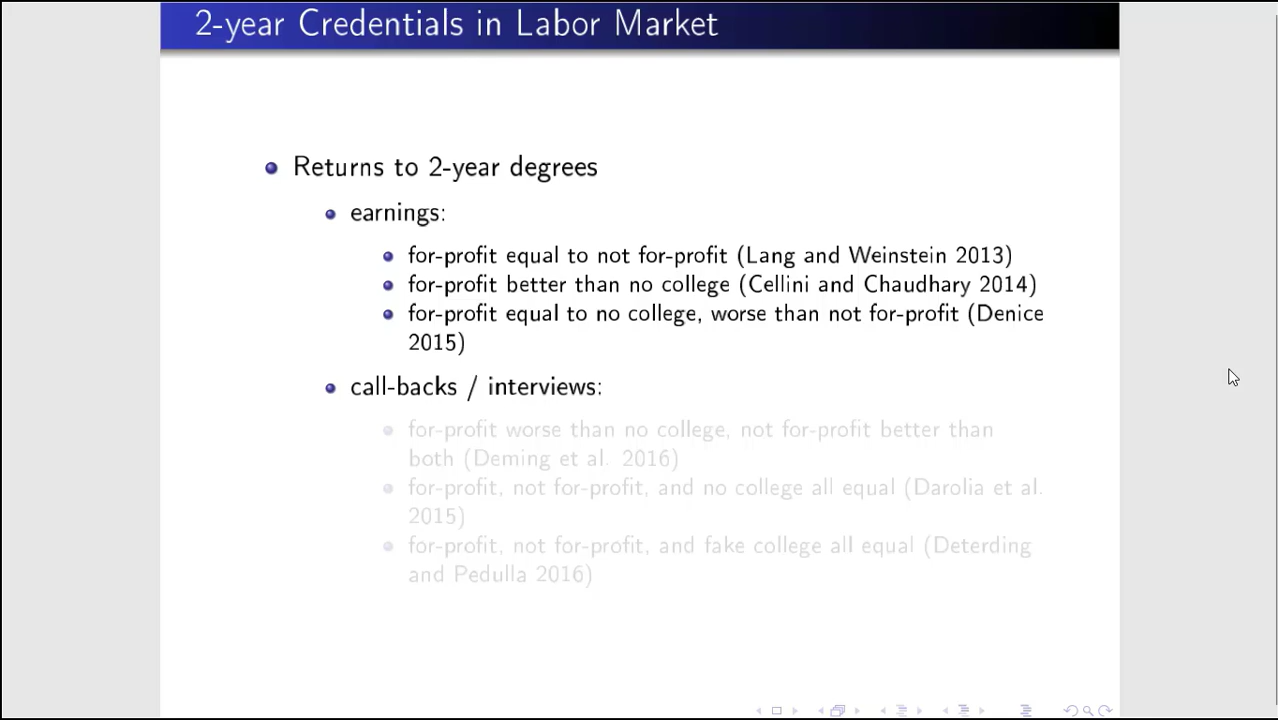 2-year Credentials in Labor Market
Returns to 2-year degrees
earnings:
for-profit equal to not for-profit (Lang and Weinstein 2013)
for-profit better than no college (Cellini and Chaudhary 2014)
for-profit equal to no college, worse than not for-profit (Denice
2015)
call-backs / interviews:
for-profit worse than no college, not for-profit better than
both (Deming et al. 2016)
for-profit, not for-profit, and no college all equal (Darolia et al.
2015)
for-profit, not for-profit, and fake college all equal (Deterding
and Pedulla 2016)